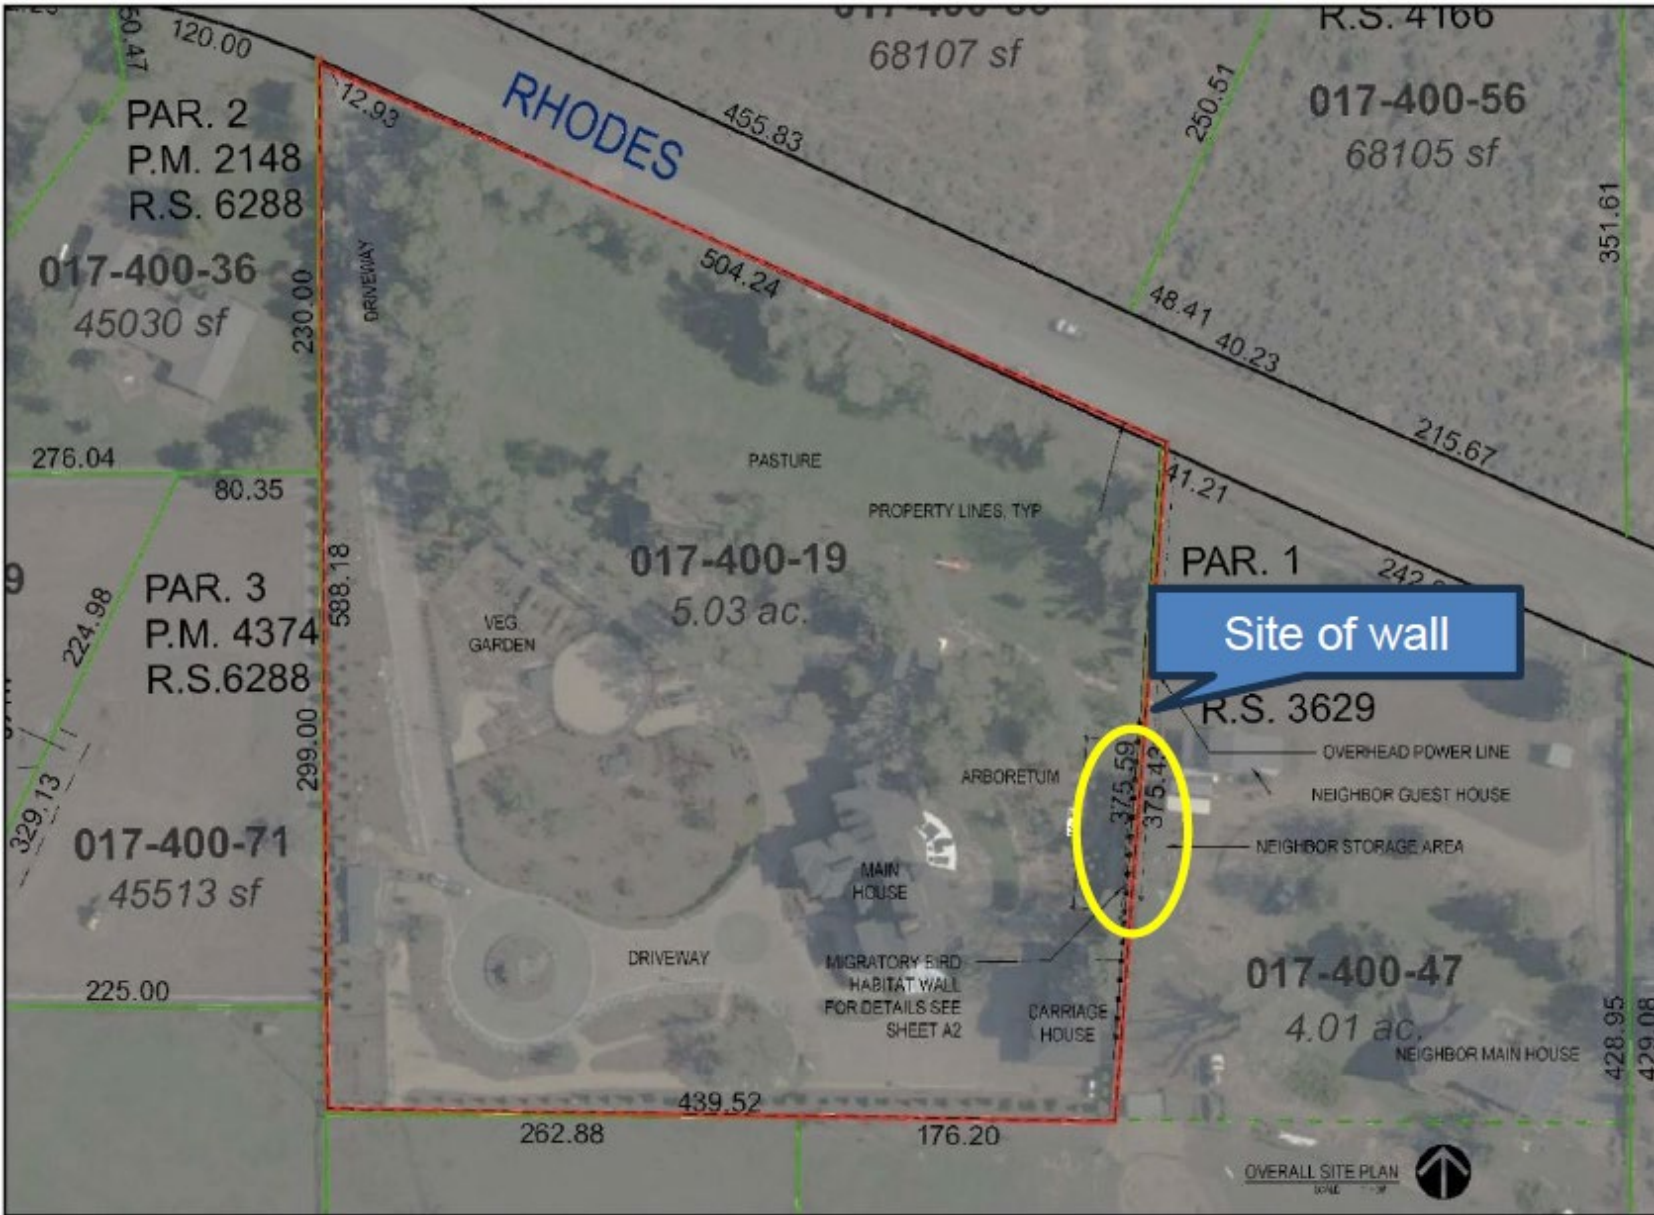 120.00
50.47
68107 sf
R.S. 4166
017-400-56
68105 sf
250.51
351.61
455.83
RHODES
12.93
PAR. 2
P.M. 2148
R.S. 6288
017-400-36
45030 sf
230.00
DRIVEWAY
504.24
48.41
40.23
215.67
276.04
80.35
PASTURE
PROPERTY LINES, TYP
41.21
017-400-19
5.03 ac.
PAR. 1
Site of wall
R.S. 3629
PAR. 3
P.M. 4374
R.S.6288
224.98
588.18
299.00
329.13
VEG.
GARDEN
017-400-71
45513 sf
225.00
ARBORETUM
375.59
375.43
OVERHEAD POWER LINE
NEIGHBOR GUEST HOUSE
NEIGHBOR STORAGE AREA
MAIN
HOUSE
DRIVEWAY
MIGRATORY BIRD
HABITAT WALL
FOR DETAILS SEE
SHEET A2
CARRIAGE
HOUSE
017-400-47
4.01 ac.
NEIGHBOR MAIN HOUSE
428.95
429.08
439.52
262.88
176.20
OVERALL SITE PLAN